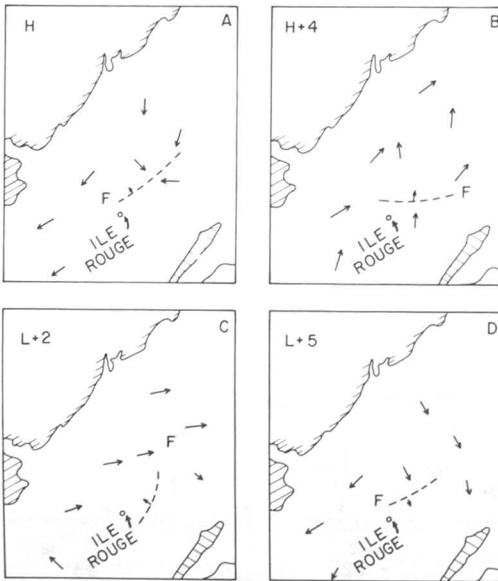 H A
F
ILE
ROUGE
H+4 B
F
ILE
ROUGE
L+2 C
F
ILE
ROUGE
L+5 D
F
ILE
ROUGE